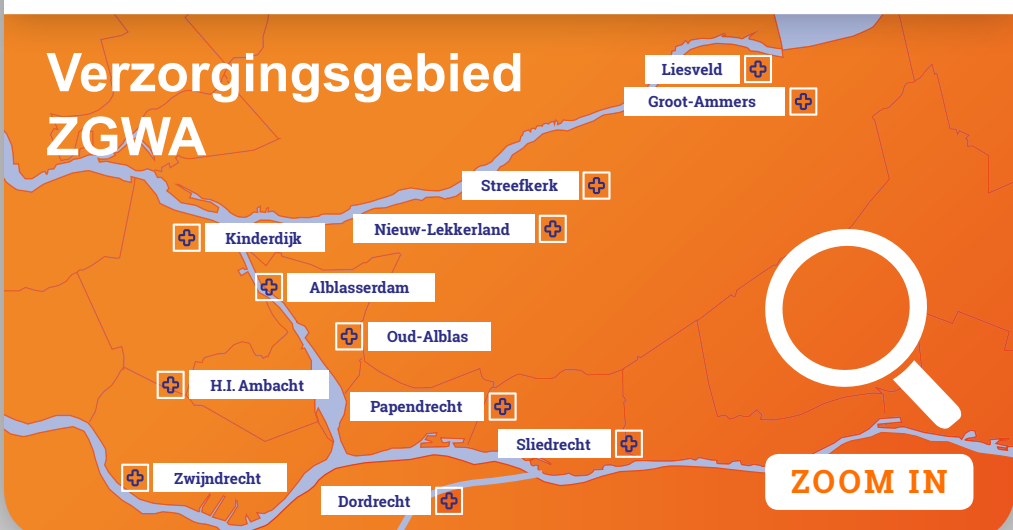 Verzorgingsgebied
ZGWA
Liesveld
Groot-Ammers
Streefkerk
Nieuw-Lekkerland
Kinderdijk
Alblasserdam
Oud-Alblas
H.I. Ambacht
Papendrecht
Sliedrecht
Zwijndrecht
Dordrecht
ZOOM IN